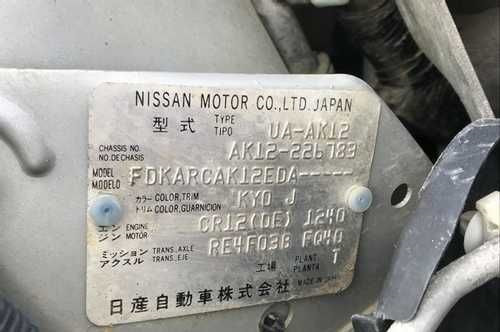 NISSAN MOTOR CO., LTD. JAPAN
型式 TYPE TIPO UA-AK12
CHASSIS NO. NO. DE CHASIS AK12-226783
MODEL MODELO FDKARCAK12EDA-----
カラー COLOR, TRIM トリム COLOR, GUARNICION KY0 J
エンジン ENGINE MOTOR CR12(DE) 1240
ミッション TRANS. AXLE アクスル TRANS. EJE RE4F03B FQ40
工場 PLANT PLANTA T
日産自動車株式会社 MADE IN JAPAN